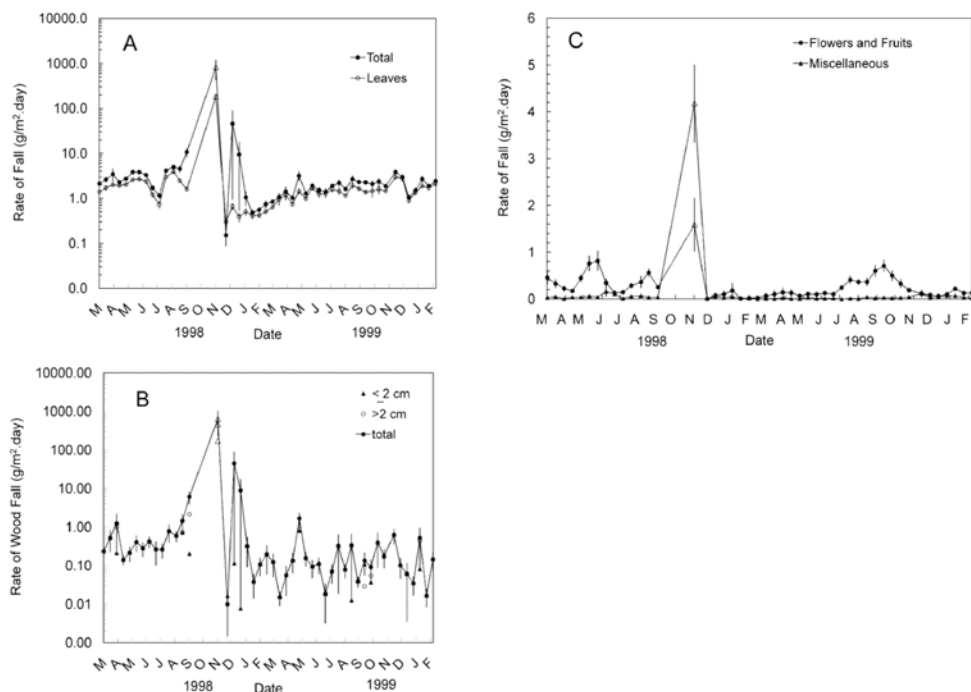 A
10000.0
1000.0
100.0
10.0
1.0
0.1
0.0
Rate of Fall (g/m².day)
Total
Leaves
M A M J J A S O N D J F M A M J J A S O N D J F
1998 Date 1999
C
6
5
4
3
2
1
0
Rate of Fall (g/m².day)
Flowers and Fruits
Miscellaneous
M A M J J A S O N D J F M A M J J A S O N D J F
1998 Date 1999
B
10000.00
1000.00
100.00
10.00
1.00
0.10
0.01
0.00
Rate of Wood Fall (g/m².day)
≤2 cm
>2 cm
total
M A M J J A S O N D J F M A M J J A S O N D J F
1998 Date 1999